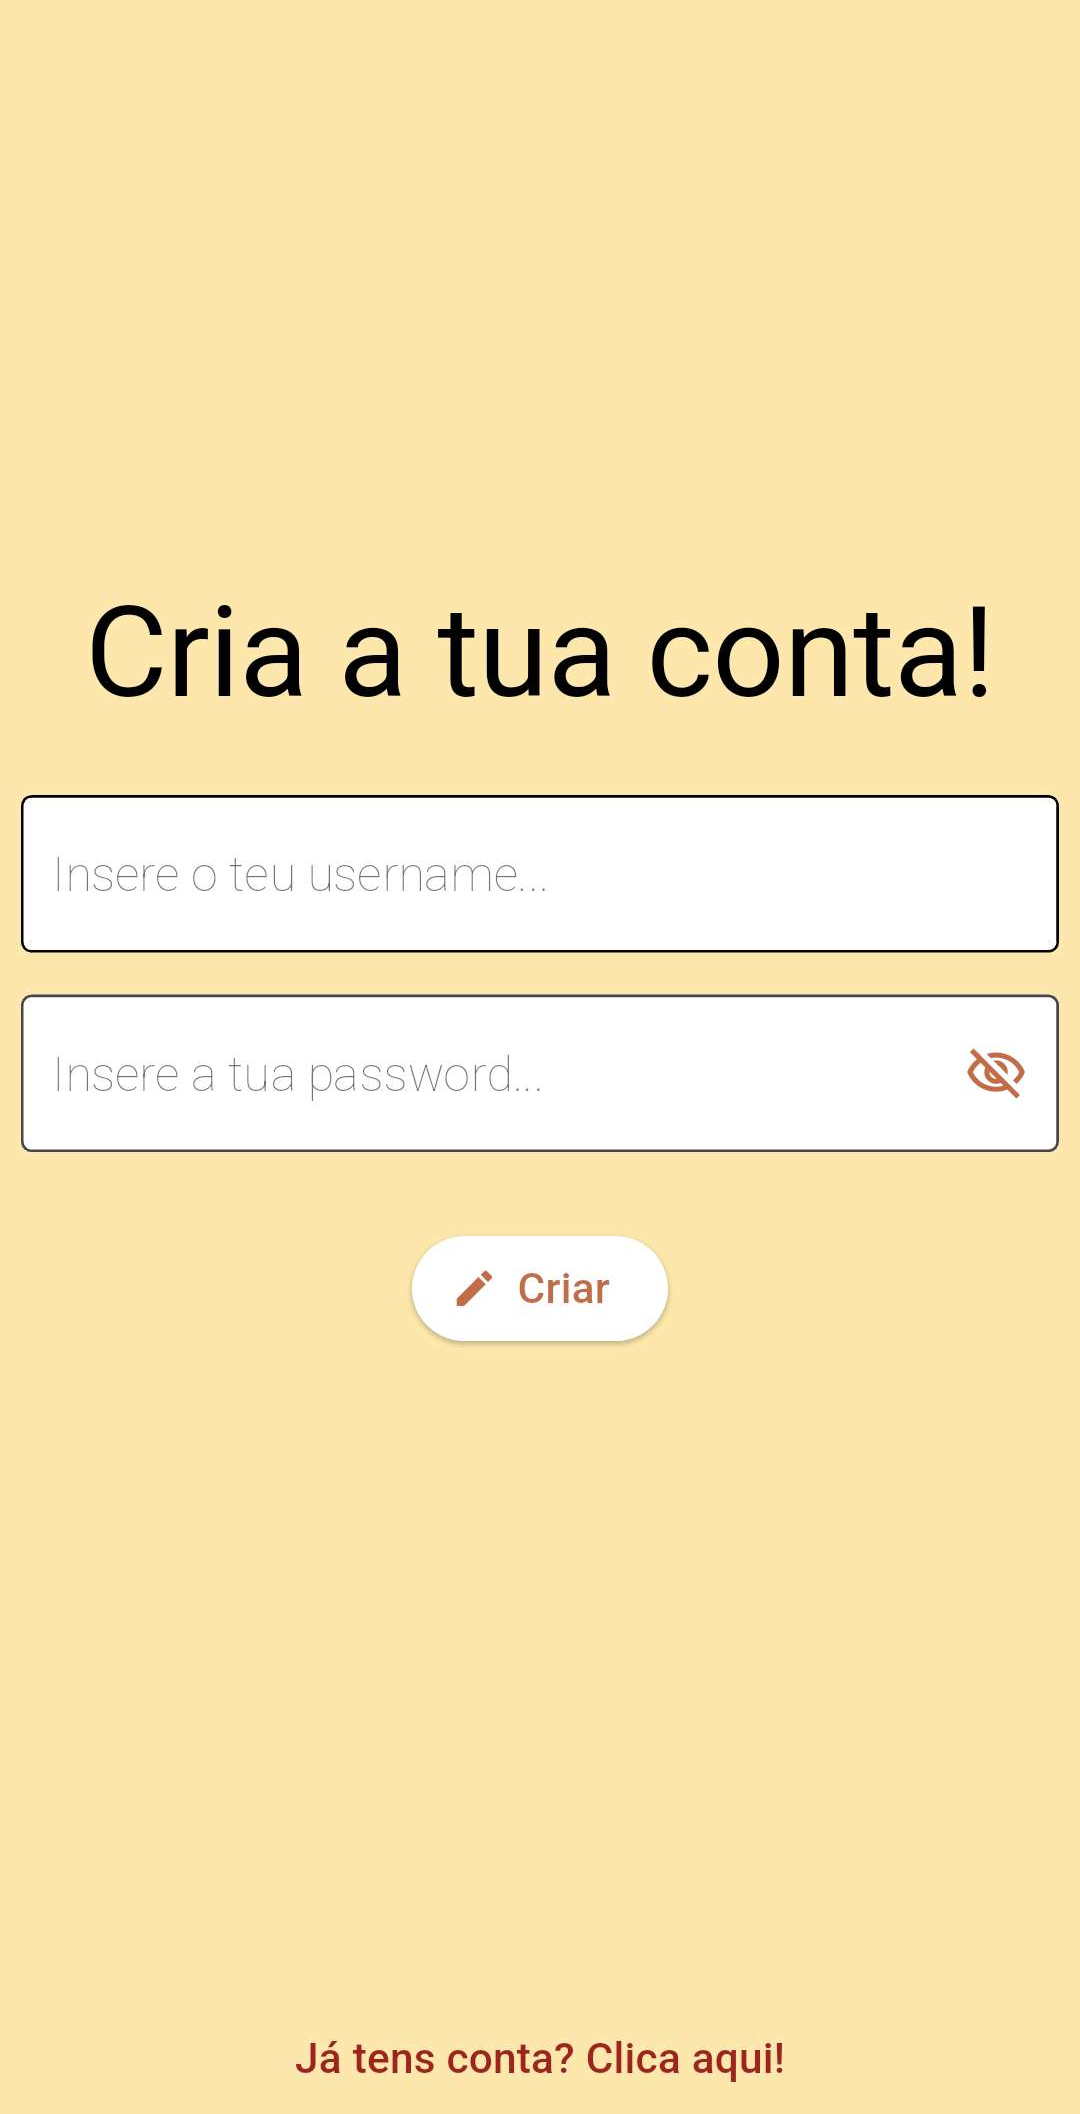 Cria a tua conta!
Insere o teu username...
Insere a tua password...
Criar
Já tens conta? Clica aqui!